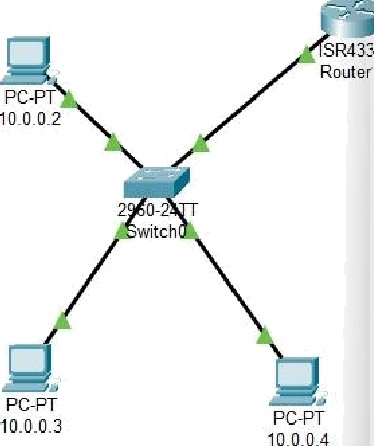 PC-PT
10.0.0.2
ISR433
Router
2960-24TT
Switch0
PC-PT
10.0.0.3
PC-PT
10.0.0.4